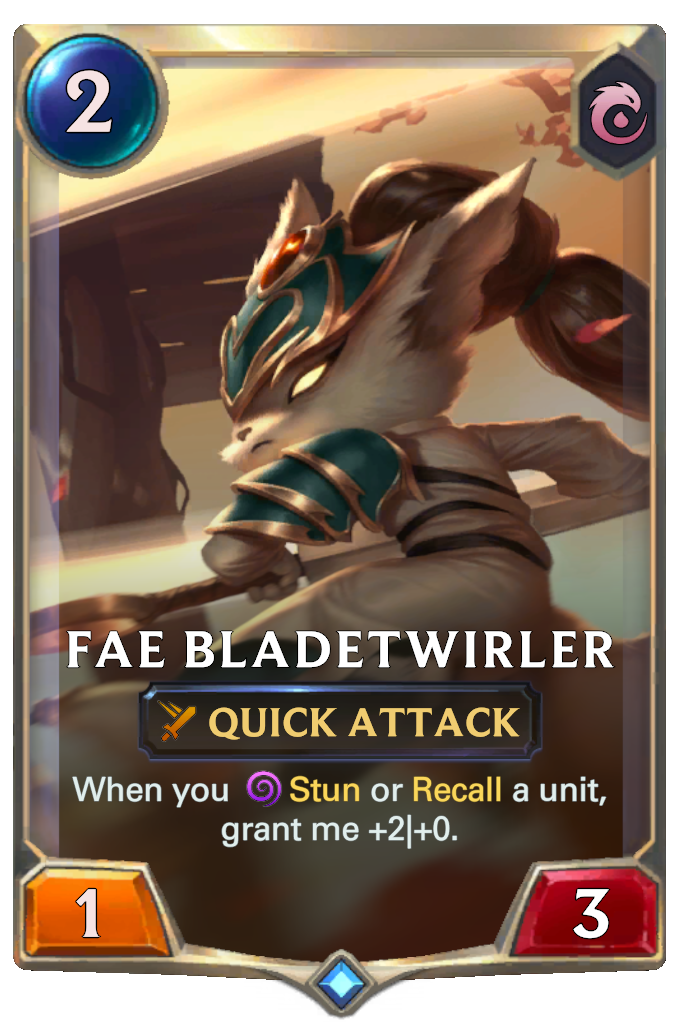 2
FAE BLADETWIRLER
QUICK ATTACK
When you Stun or Recall a unit,
grant me +2|+0.
1
3